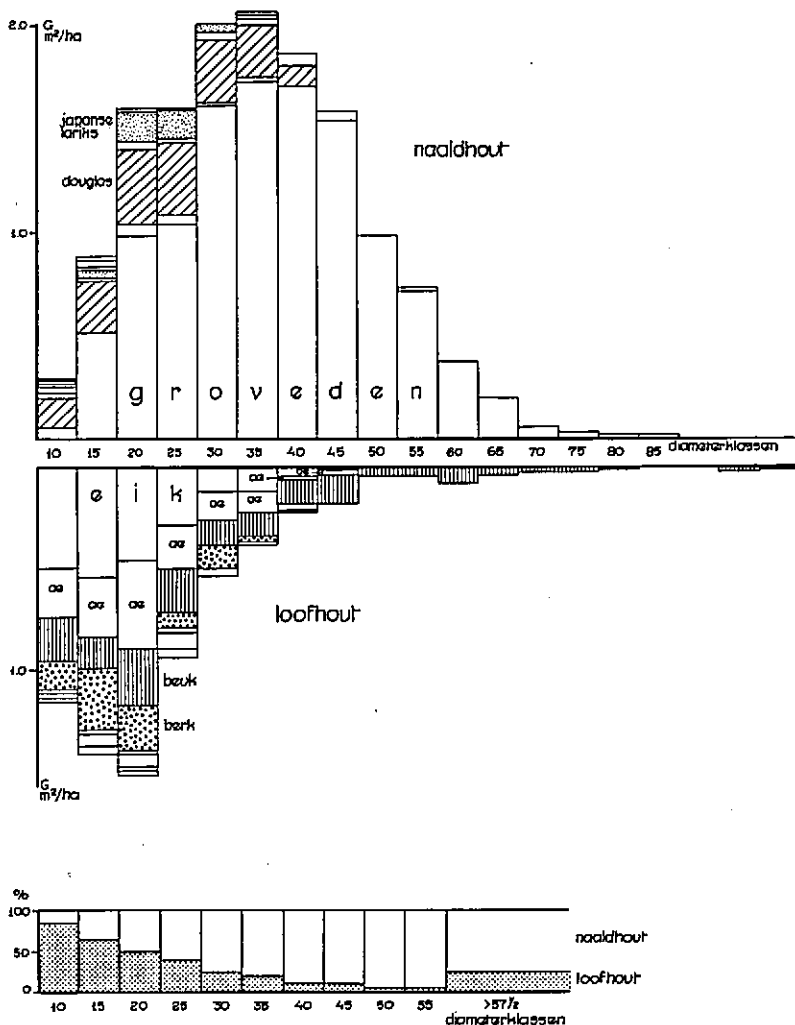 2.0 G
m²/ha
japanse
lariks
douglas
naaldhout
1.0
g r o v e d e n
10 15 20 25 30 35 40 45 50 55 60 65 70 75 80 85 diameterklassen
e i k
ae ae ae ae ae ae ae ae
loofhout
1.0
beuk
berk
G
m²/ha
%
100
50
0
naaldhout
loofhout
10 15 20 25 30 35 40 45 50 55 >57½
diameterklassen